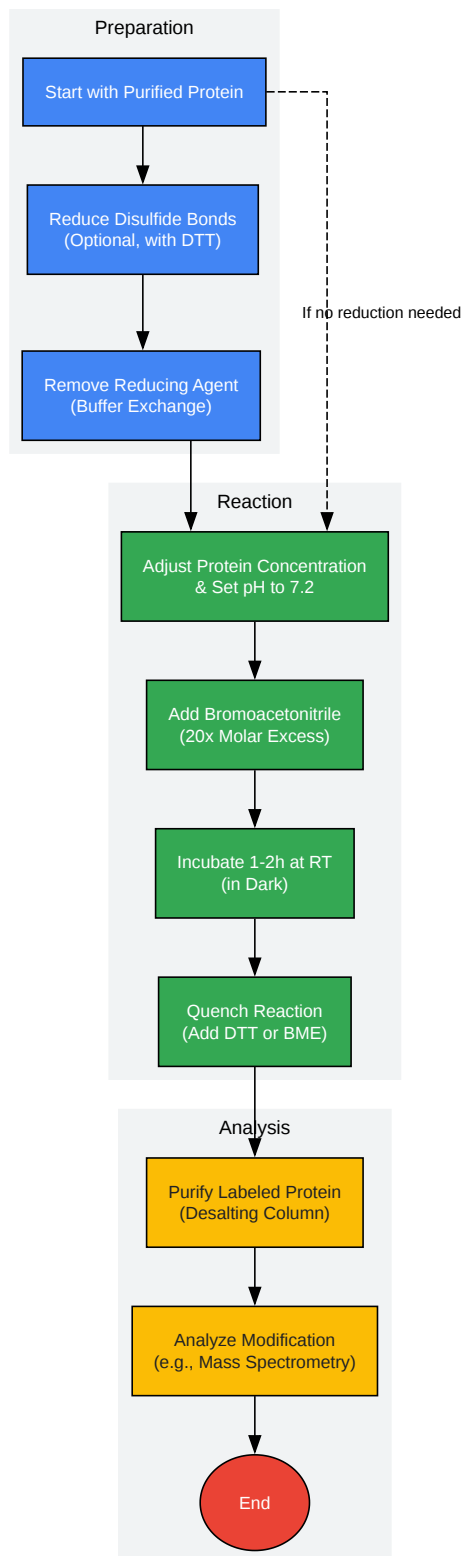 Preparation
Start with Purified Protein
Reduce Disulfide Bonds
(Optional, with DTT)
If no reduction needed
Remove Reducing Agent
(Buffer Exchange)
Reaction
Adjust Protein Concentration
& Set pH to 7.2
Add Bromoacetonitrile
(20x Molar Excess)
Incubate 1-2h at RT
(in Dark)
Quench Reaction
(Add DTT or BME)
Analysis
Purify Labeled Protein
(Desalting Column)
Analyze Modification
(e.g., Mass Spectrometry)
End